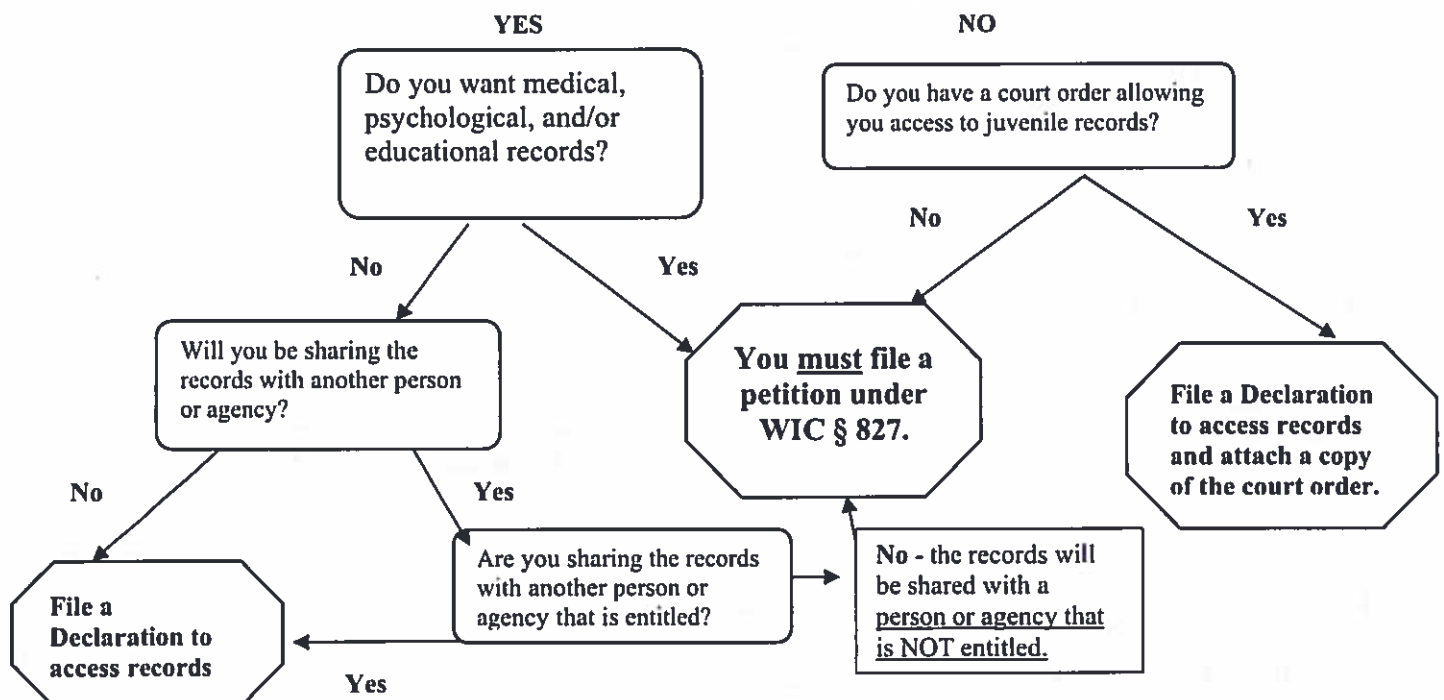 YES
NO
Do you want medical,
psychological, and/or
educational records?
Do you have a court order allowing
you access to juvenile records?
No
Yes
No
Yes
Will you be sharing the
records with another person
or agency?
You must file a
petition under
WIC § 827.
File a Declaration
to access records
and attach a copy
of the court order.
No
Yes
Are you sharing the records
with another person or
agency that is entitled?
No - the records will
be shared with a
person or agency that
is NOT entitled.
File a
Declaration to
access records
Yes